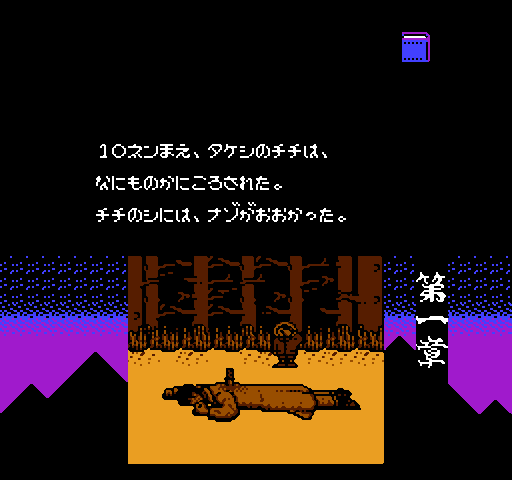 10ネンまえ、タケシのチチは、
なにものかにころされた。
チチのシには、ナゾがおおかった。
第一章